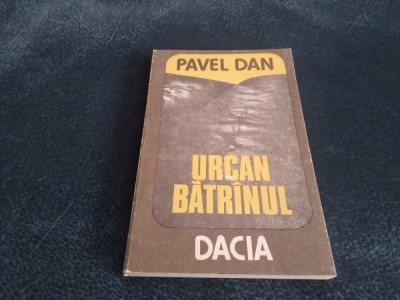 PAVEL DAN
URCAN
BĂTRÎNUL
DACIA